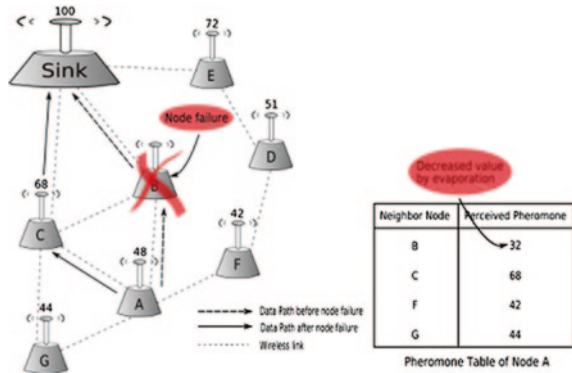 100
Sink
72
E
Node failure
51
D
B
68
C
42
F
48
A
44
G
Data Path before node failure
Data Path after node failure
Wireless link
Decreased value
by evaporation
Neighbor Node Perceived Pheromone
B 32
C 68
F 42
G 44
Pheromone Table of Node A